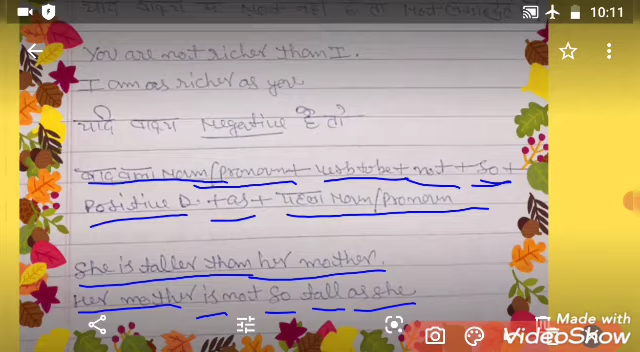 10:11
You are not richer than I.
I am as richer as you
यदि वाक्य Negative है तो
बाद वाला Noun/Pronoun + verb to be + not + so +
Positive D. + as + पहला Noun/Pronoun
She is taller than her mother.
Her mother is not so tall as she
Made with
VideoShow